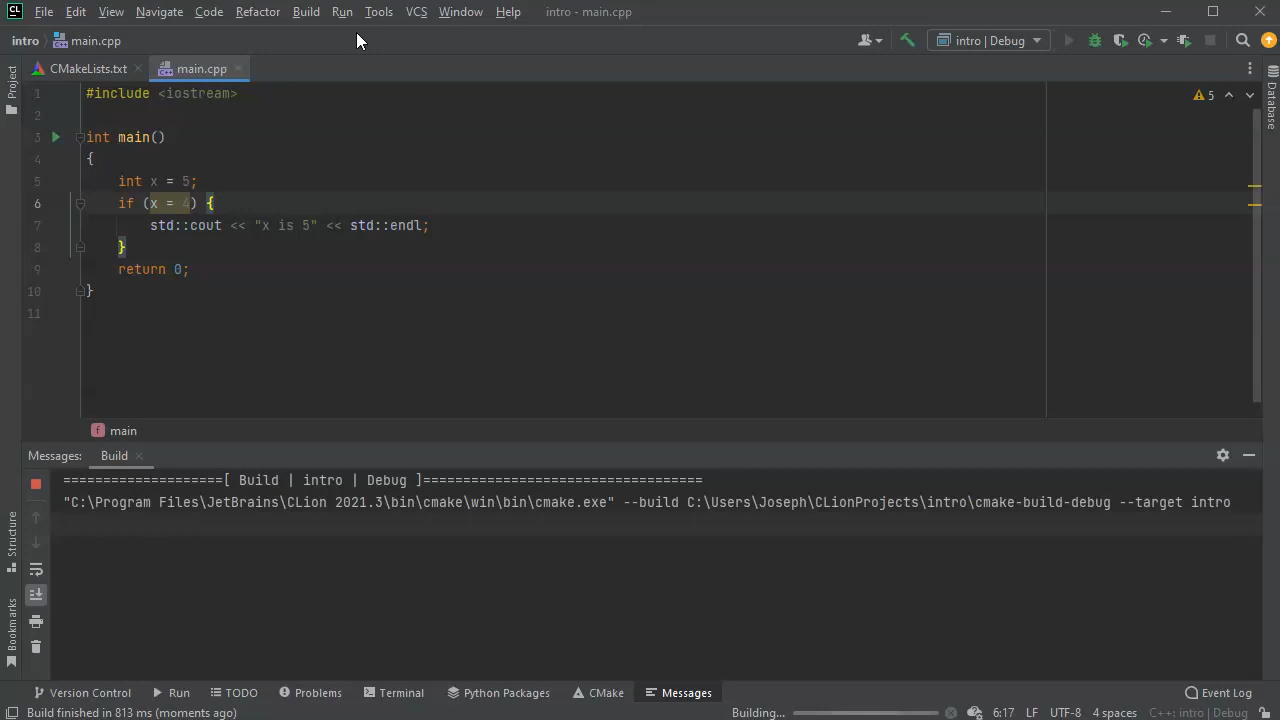 CL File Edit View Navigate Code Refactor Build Run Tools VCS Window Help intro - main.cpp
intro main.cpp intro | Debug
CMakeLists.txt main.cpp
Project
Database
1 #include <iostream>
2
3 int main()
4 {
5 int x = 5;
6 if (x = 4) {
7 std::cout << "x is 5" << std::endl;
8 }
9 return 0;
10 }
11
5
main
Messages: Build
====================[ Build | intro | Debug ]===================================
"C:\Program Files\JetBrains\CLion 2021.3\bin\cmake\win\bin\cmake.exe" --build C:\Users\Joseph\CLionProjects\intro\cmake-build-debug --target intro
Structure
Bookmarks
Version Control Run TODO Problems Terminal Python Packages CMake Messages Event Log
Build finished in 813 ms (moments ago) Building... 6:17 LF UTF-8 4 spaces C++: intro | Debug